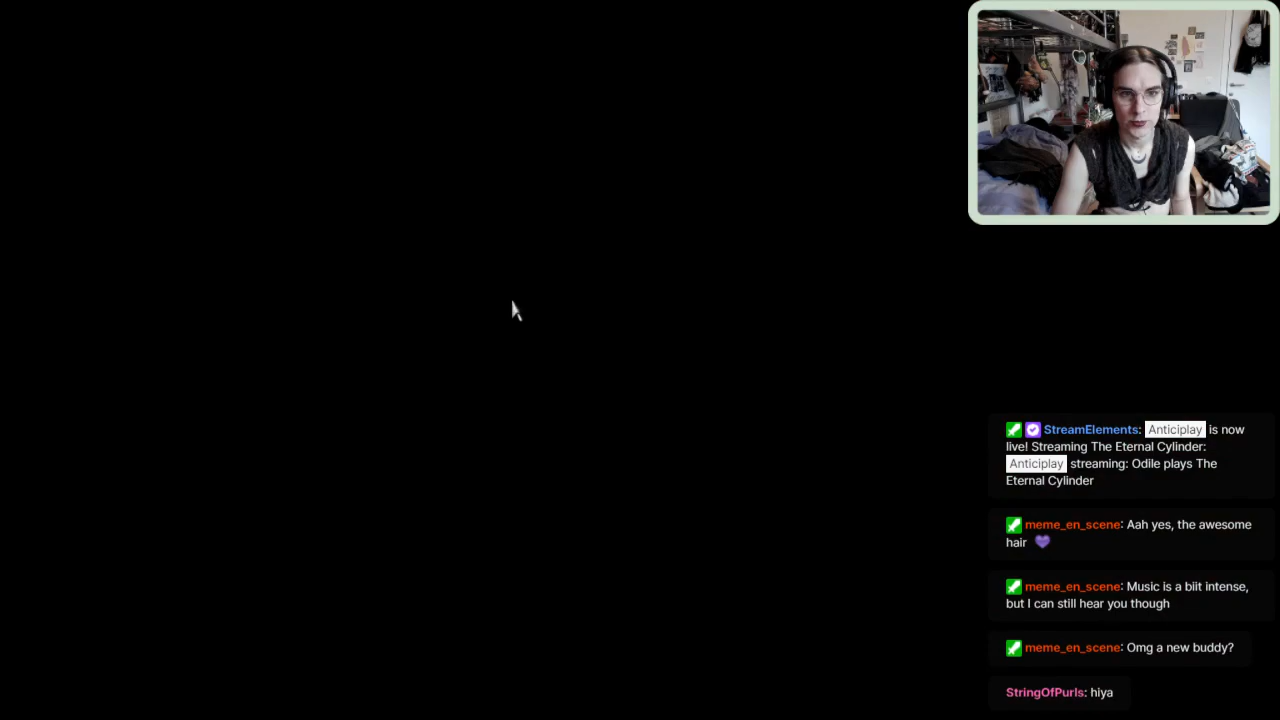 StreamElements: Anticiplay is now
live! Streaming The Eternal Cylinder:
Anticiplay streaming: Odile plays The
Eternal Cylinder
meme_en_scene: Aah yes, the awesome
hair
meme_en_scene: Music is a biit intense,
but I can still hear you though
meme_en_scene: Omg a new buddy?
StringOfPurls: hiya